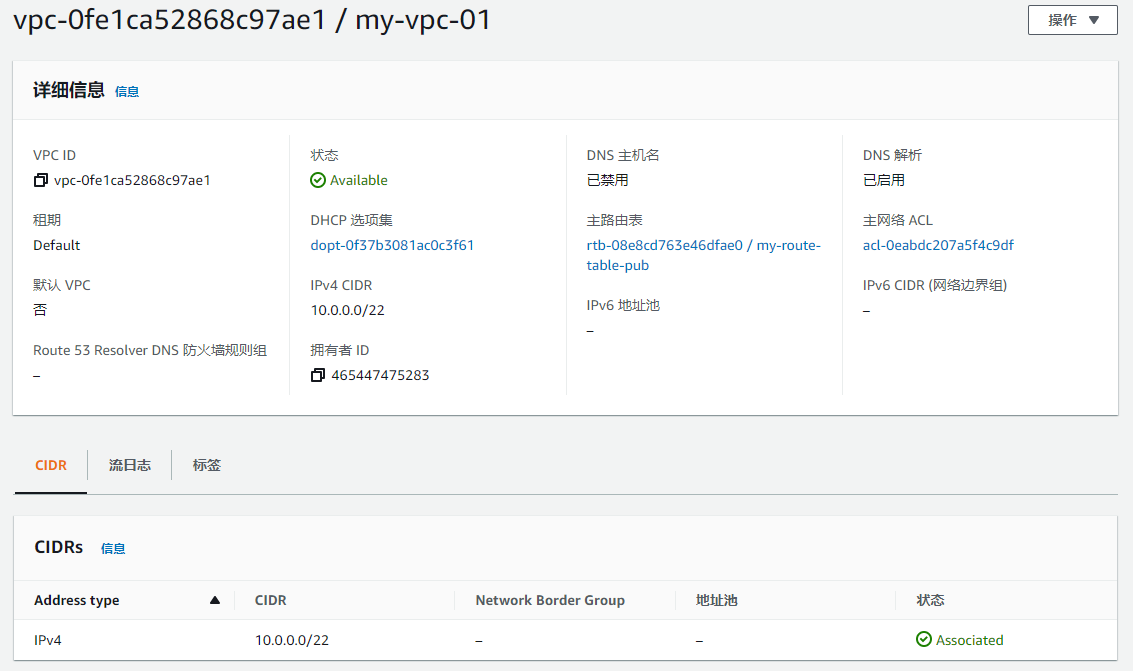 vpc-0fe1ca52868c97ae1 / my-vpc-01
操作
详细信息 信息
VPC ID
vpc-0fe1ca52868c97ae1
租期
Default
默认 VPC
否
Route 53 Resolver DNS 防火墙规则组
–
状态
Available
DHCP 选项集
dopt-0f37b3081ac0c3f61
IPv4 CIDR
10.0.0.0/22
拥有者 ID
465447475283
DNS 主机名
已禁用
主路由表
rtb-08e8cd763e46dfae0 / my-route-
table-pub
IPv6 地址池
–
DNS 解析
已启用
主网络 ACL
acl-0eabdc207a5f4c9df
IPv6 CIDR (网络边界组)
–
CIDR 流日志 标签
CIDRs 信息
Address type CIDR Network Border Group 地址池 状态
IPv4 10.0.0.0/22 – – Associated